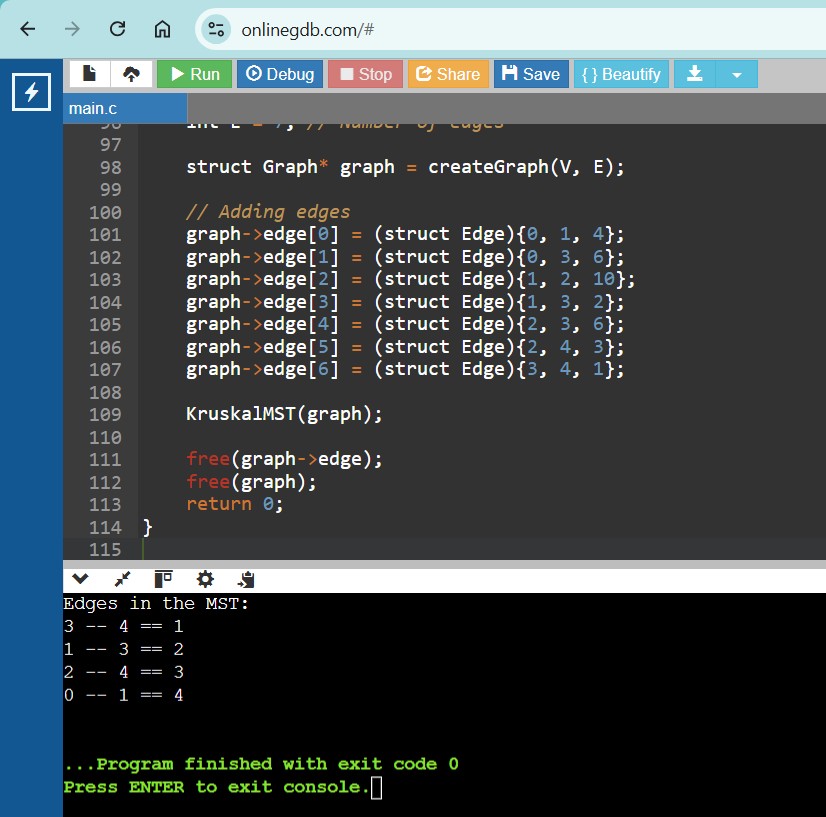 onlinegdb.com/#
Run Debug Stop Share Save { } Beautify
main.c
96 int E = 7; // Number of edges
97
98 struct Graph* graph = createGraph(V, E);
99
100 // Adding edges
101 graph->edge[0] = (struct Edge){0, 1, 4};
102 graph->edge[1] = (struct Edge){0, 3, 6};
103 graph->edge[2] = (struct Edge){1, 2, 10};
104 graph->edge[3] = (struct Edge){1, 3, 2};
105 graph->edge[4] = (struct Edge){2, 3, 6};
106 graph->edge[5] = (struct Edge){2, 4, 3};
107 graph->edge[6] = (struct Edge){3, 4, 1};
108
109 KruskalMST(graph);
110
111 free(graph->edge);
112 free(graph);
113 return 0;
114 }
115
Edges in the MST:
3 -- 4 == 1
1 -- 3 == 2
2 -- 4 == 3
0 -- 1 == 4
...Program finished with exit code 0
Press ENTER to exit console.